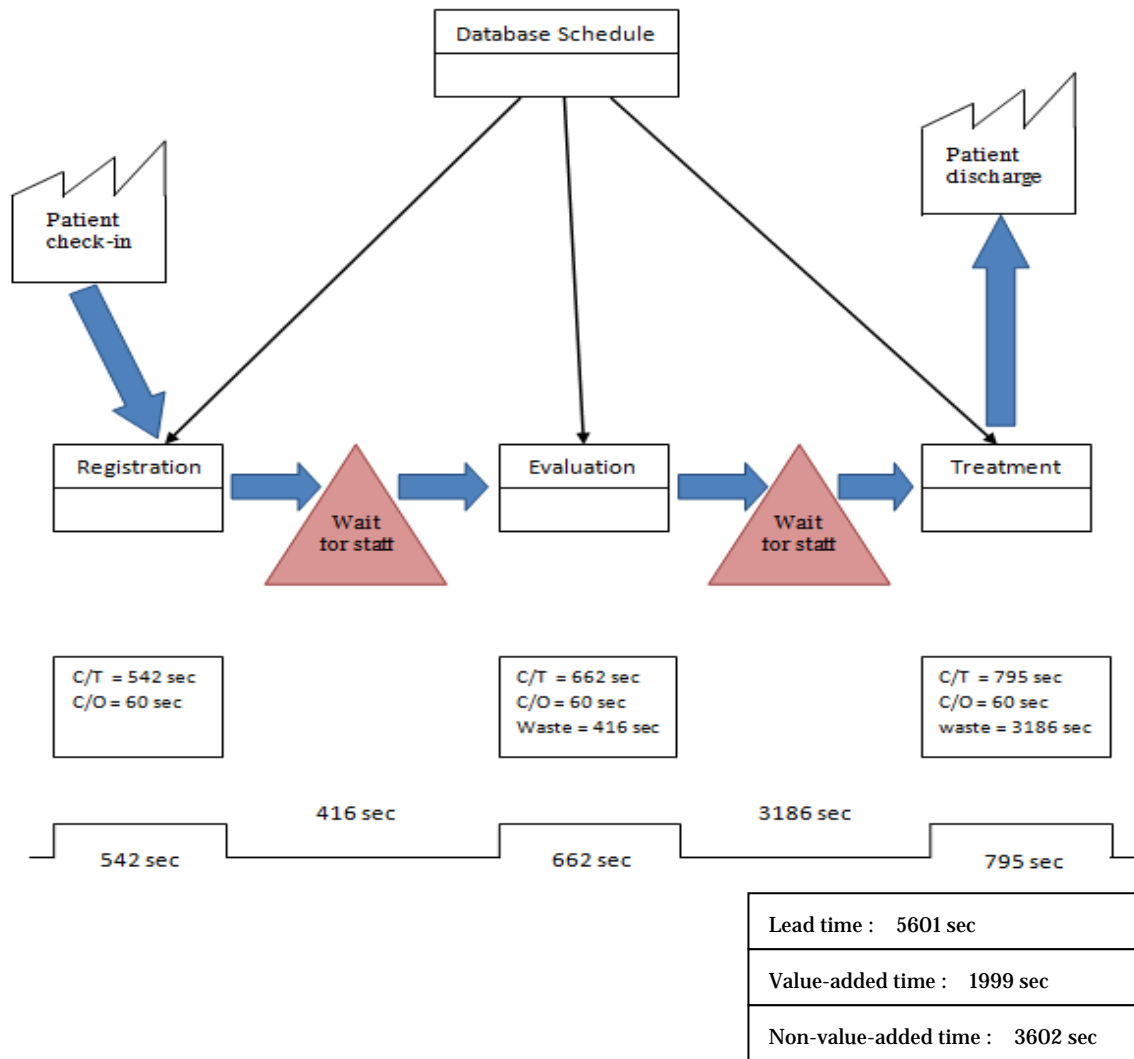 Database Schedule
Patient
check-in
Patient
discharge
Registration
Wait
for staff
Evaluation
Wait
for staff
Treatment
C/T = 542 sec
C/O = 60 sec
C/T = 662 sec
C/O = 60 sec
Waste = 416 sec
C/T = 795 sec
C/O = 60 sec
waste = 3186 sec
416 sec
3186 sec
542 sec
662 sec
795 sec
Lead time : 5601 sec
Value-added time : 1999 sec
Non-value-added time : 3602 sec